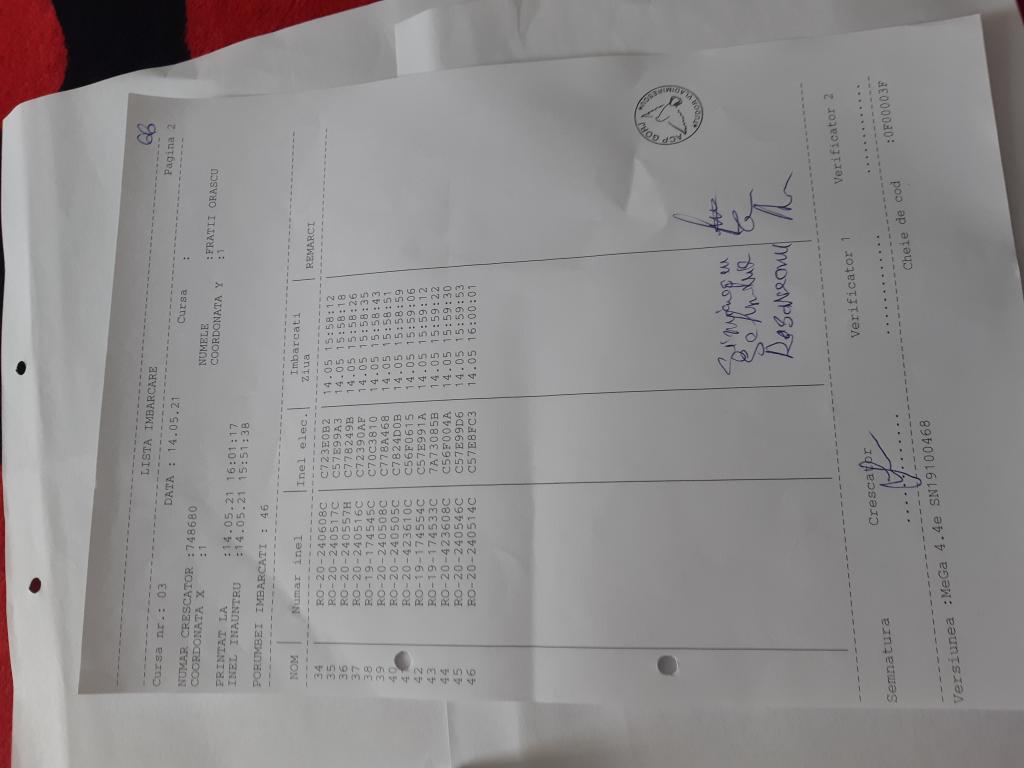 LISTA IMBARCARE
Pagina 2
Cursa nr.: 03 DATA : 14.05.21 Cursa :
NUMAR CRESCATOR :748680 NUMELE :FRATII ORASCU
COORDONATA X :1 COORDONATA Y :1
PRINTAT LA :14.05.21 16:01:17
INEL INAUNTRU :14.05.21 15:51:38
PORUMBEI IMBARCATI : 46
NOM | Numar inel | Inel elec. | Imbarcati Ziua | REMARCI
34 RO-20-240608C C723E0B2 14.05 15:58:12
35 RO-20-240517C C57E99A3 14.05 15:58:18
36 RO-20-240557H C778249B 14.05 15:58:26
37 RO-20-240516C C72390AF 14.05 15:58:35
38 RO-19-174545C C70C3810 14.05 15:58:43
39 RO-20-240508C C778A468 14.05 15:58:51
40 RO-20-240505C C7824D0B 14.05 15:58:59
41 RO-20-423610C C56F0615 14.05 15:59:06
42 RO-19-174554C C57E991A 14.05 15:59:12
43 RO-19-174533C 7A73085B 14.05 15:59:22
44 RO-20-423608C C56F004A 14.05 15:59:30
45 RO-20-240546C C57E99D6 14.05 15:59:53
46 RO-20-240514C C57E8FC3 14.05 16:00:01
ACP GORJ
TUDOR VLADIMIRESCU
Semnatura Crescator Verificator 1 Verificator 2
Versiunea :MeGa 4.4e SN19100468 Cheie de cod :0F00003F